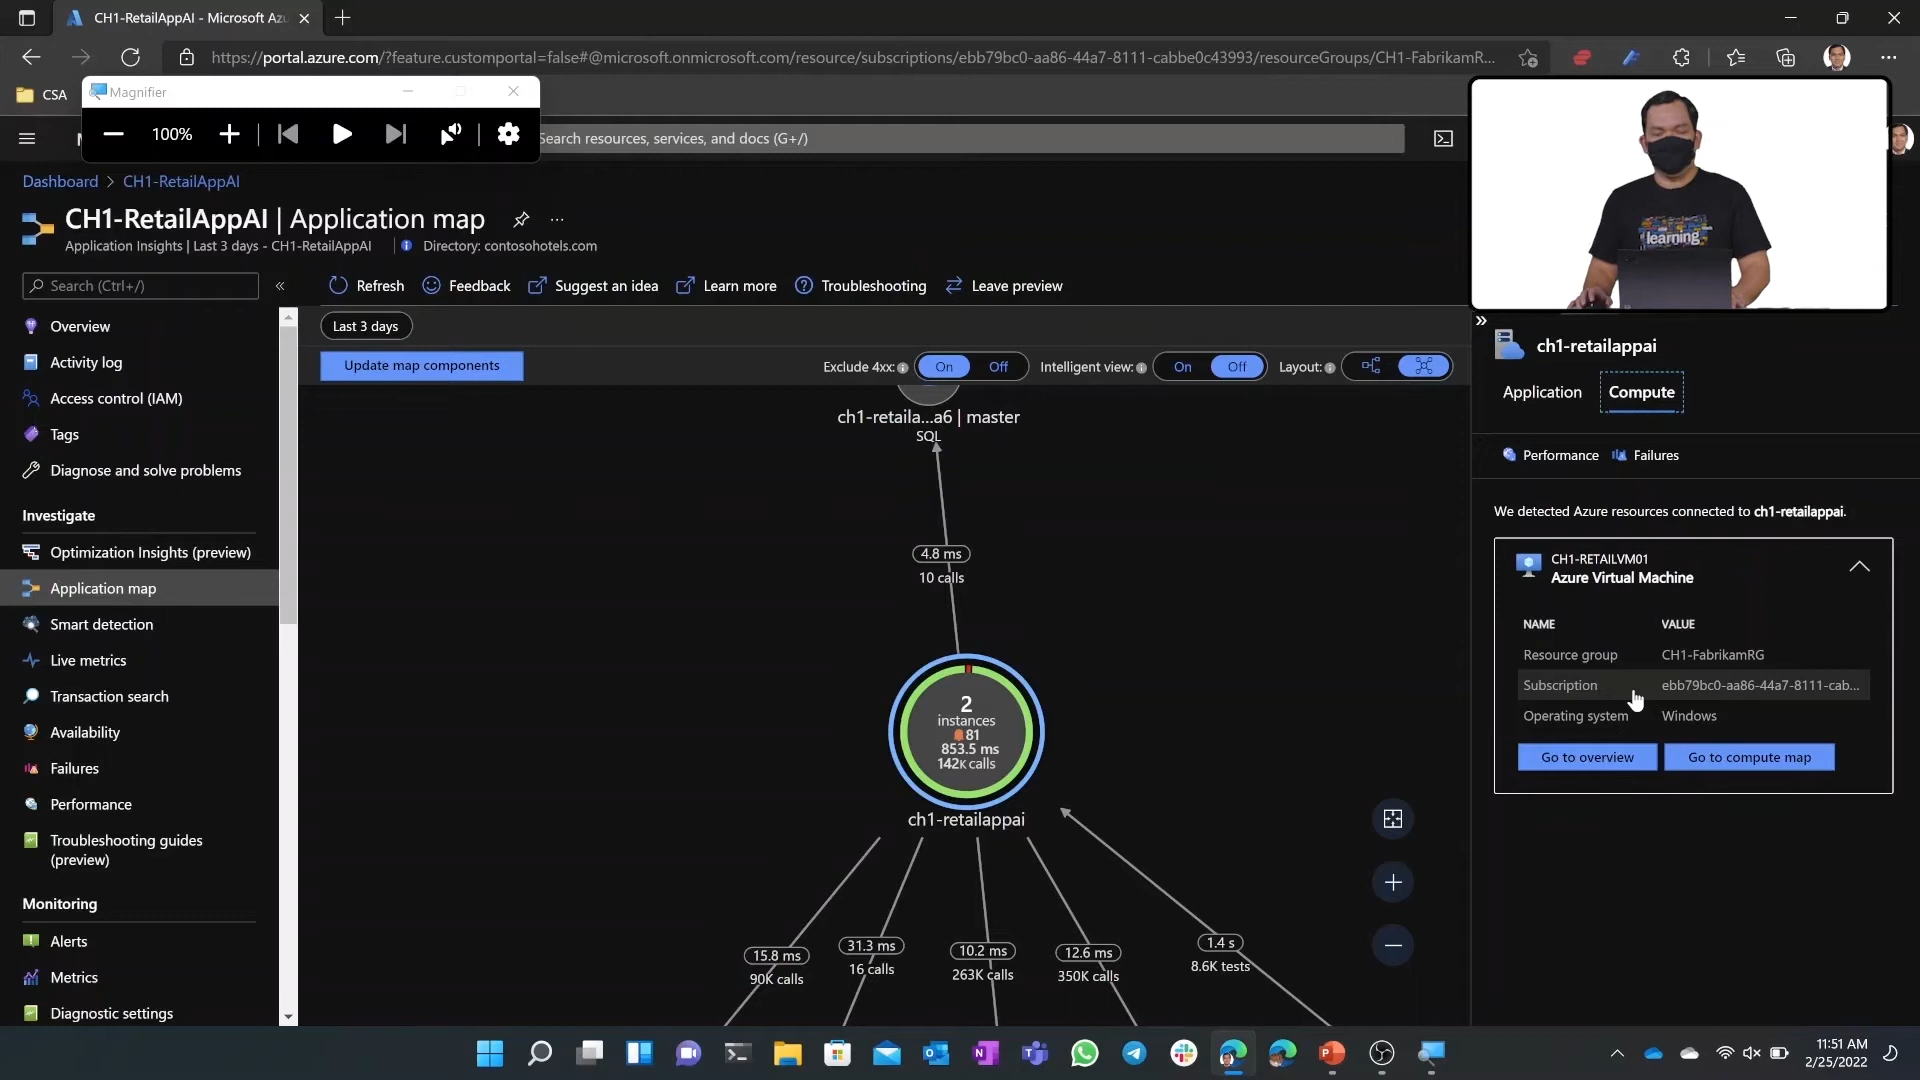 CH1-RetailAppAI - Microsoft Az
https://portal.azure.com/?feature.customportal=false#@microsoft.onmicrosoft.com/resource/subscriptions/ebb79bc0-aa86-44a7-8111-cabbe0c43993/resourceGroups/CH1-FabrikamR...
CSA
Magnifier
100%
Search resources, services, and docs (G+/)
Dashboard > CH1-RetailAppAI
CH1-RetailAppAI | Application map
Application Insights | Last 3 days - CH1-RetailAppAI
Directory: contosohotels.com
learning
Search (Ctrl+/)
Refresh
Feedback
Suggest an idea
Learn more
Troubleshooting
Leave preview
Last 3 days
Update map components
Exclude 4xx: On Off
Intelligent view: On Off
Layout:
Overview
Activity log
Access control (IAM)
Tags
Diagnose and solve problems
Investigate
Optimization Insights (preview)
Application map
Smart detection
Live metrics
Transaction search
Availability
Failures
Performance
Troubleshooting guides
(preview)
Monitoring
Alerts
Metrics
Diagnostic settings
ch1-retaila...a6 | master
SQL
4.8 ms
10 calls
2
instances
81
853.5 ms
142K calls
ch1-retailappai
15.8 ms
90K calls
31.3 ms
16 calls
10.2 ms
263K calls
12.6 ms
350K calls
1.4 s
8.6K tests
ch1-retailappai
Application
Compute
Performance
Failures
We detected Azure resources connected to ch1-retailappai.
CH1-RETAILVM01
Azure Virtual Machine
NAME VALUE
Resource group CH1-FabrikamRG
Subscription ebb79bc0-aa86-44a7-8111-cab...
Operating system Windows
Go to overview
Go to compute map
11:51 AM
2/25/2022